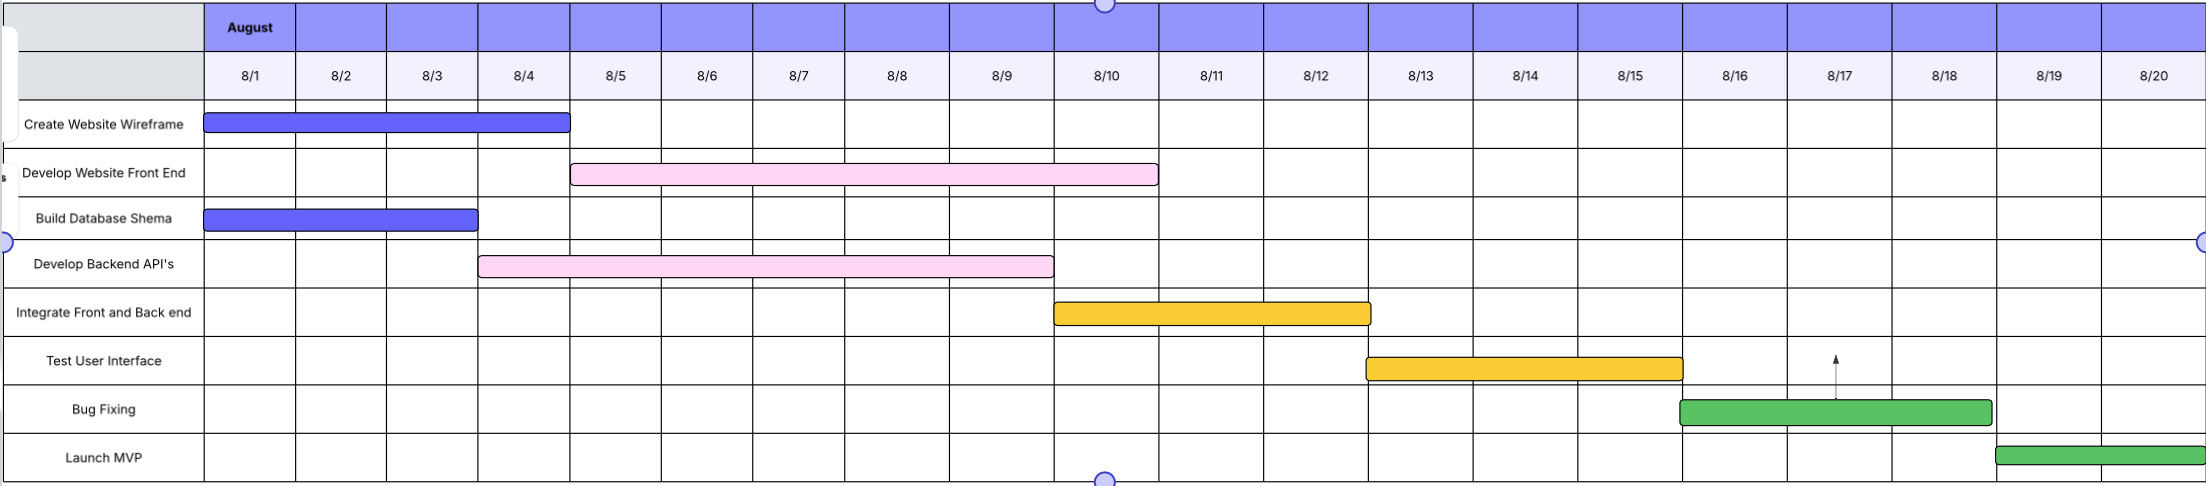 August
8/1 8/2 8/3 8/4 8/5 8/6 8/7 8/8 8/9 8/10 8/11 8/12 8/13 8/14 8/15 8/16 8/17 8/18 8/19 8/20
Create Website Wireframe
s Develop Website Front End
Build Database Shema
Develop Backend API's
Integrate Front and Back end
Test User Interface
Bug Fixing
Launch MVP